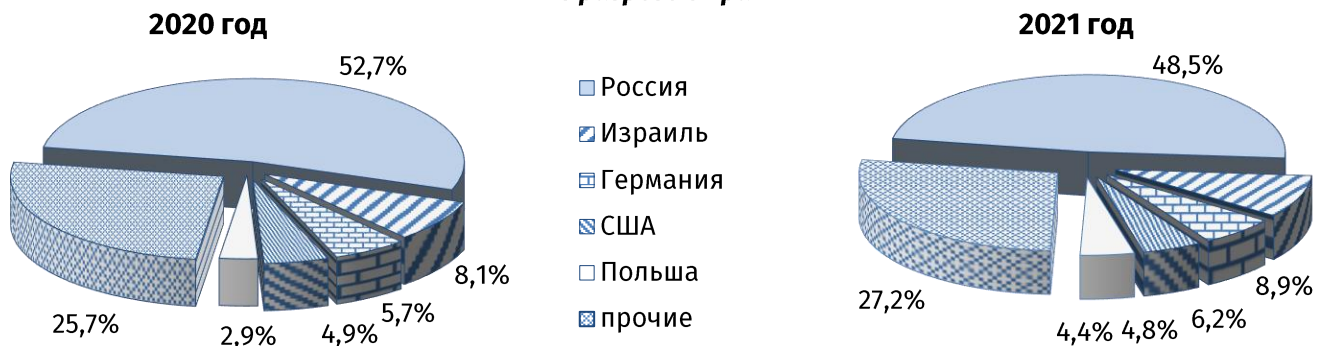 2020 год
52,7%
8,1%
5,7%
4,9%
2,9%
25,7%
Россия
Израиль
Германия
США
Польша
прочие
2021 год
48,5%
8,9%
6,2%
4,8%
4,4%
27,2%